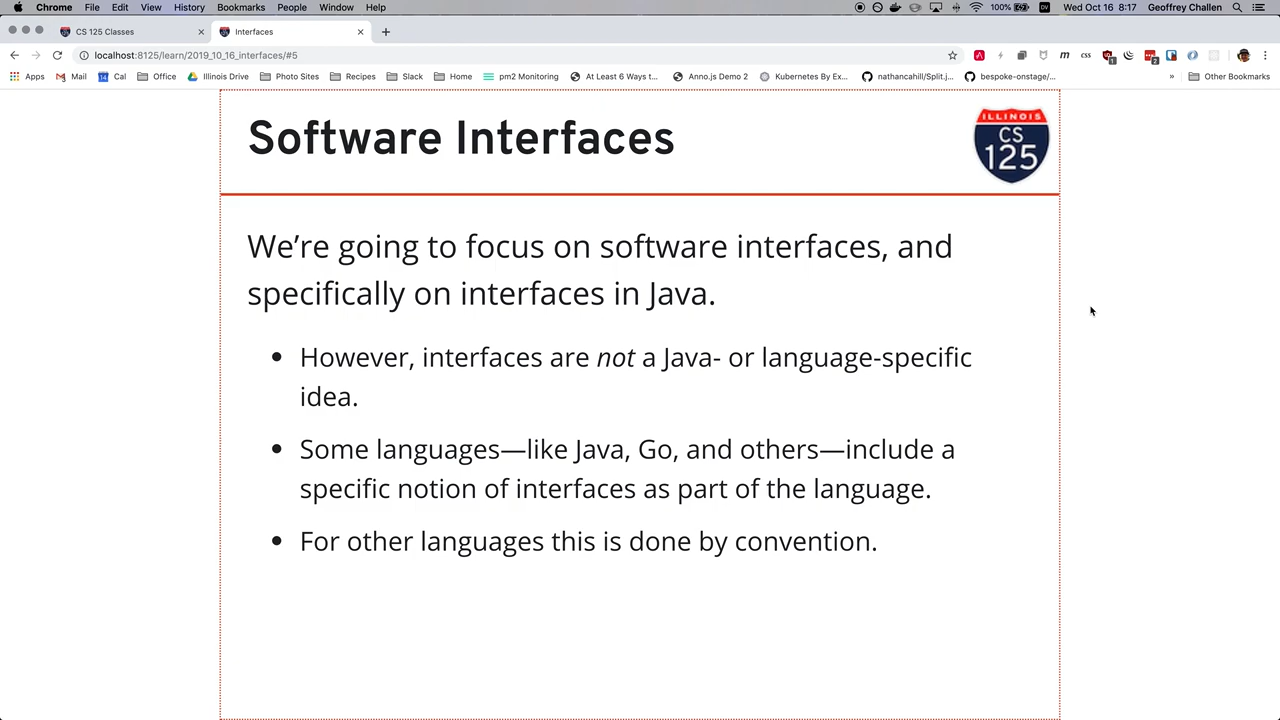 Chrome File Edit View History Bookmarks People Window Help 100% Wed Oct 16 8:17 Geoffrey Challen
CS 125 Classes Interfaces
localhost:8125/learn/2019_10_16_interfaces/#5
Apps Mail Cal Office Illinois Drive Photo Sites Recipes Slack Home pm2 Monitoring At Least 6 Ways t... Anno.js Demo 2 Kubernetes By Ex... nathancahill/Split.j... bespoke-onstage/... » Other Bookmarks
Software Interfaces
ILLINOIS
CS
125
We’re going to focus on software interfaces, and
specifically on interfaces in Java.
However, interfaces are not a Java- or language-specific
idea.
Some languages—like Java, Go, and others—include a
specific notion of interfaces as part of the language.
For other languages this is done by convention.